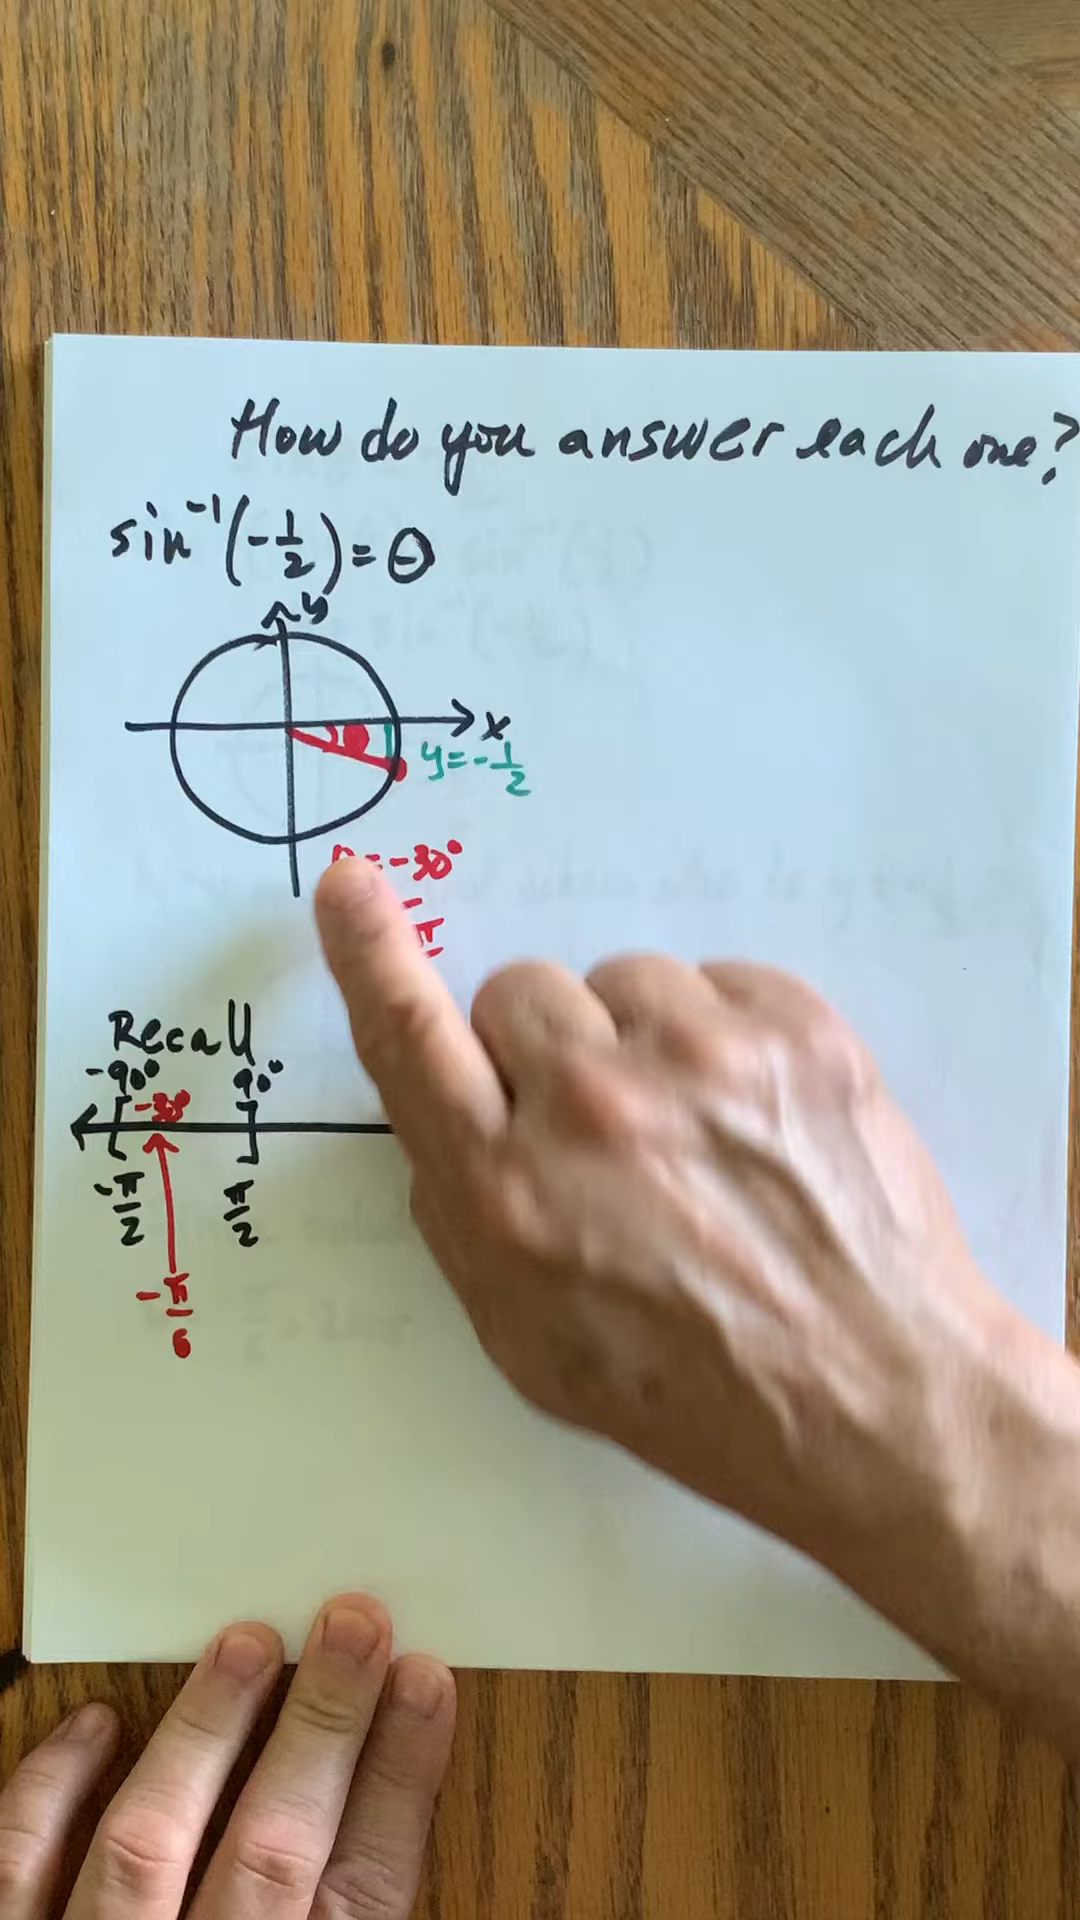 How do you answer each one?
sin⁻¹(-1/2) = θ
y
x
y = -1/2
= -30°
π
Recall
-90° 90°
-30°
-π/2 π/2
-π/6